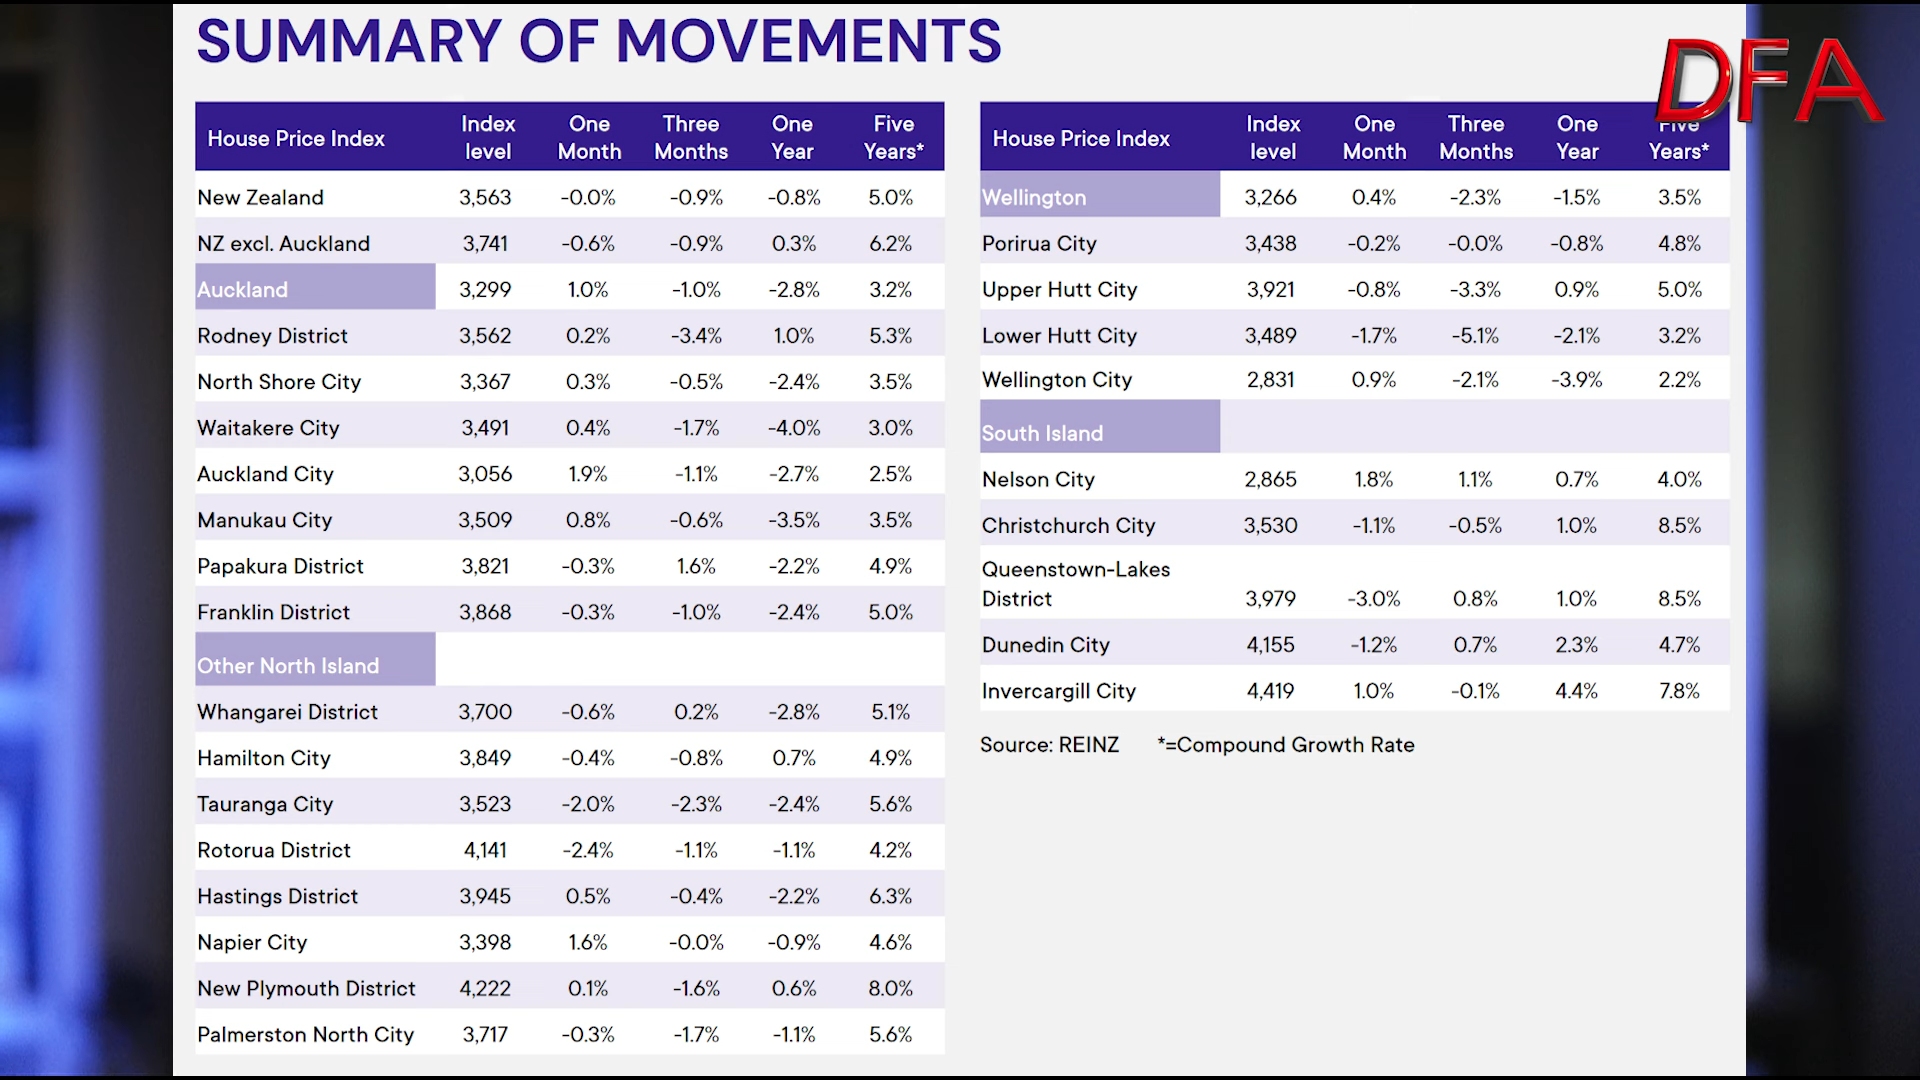 SUMMARY OF MOVEMENTS
DFA
House Price Index Index level One Month Three Months One Year Five Years*
New Zealand 3,563 -0.0% -0.9% -0.8% 5.0%
NZ excl. Auckland 3,741 -0.6% -0.9% 0.3% 6.2%
Auckland 3,299 1.0% -1.0% -2.8% 3.2%
Rodney District 3,562 0.2% -3.4% 1.0% 5.3%
North Shore City 3,367 0.3% -0.5% -2.4% 3.5%
Waitakere City 3,491 0.4% -1.7% -4.0% 3.0%
Auckland City 3,056 1.9% -1.1% -2.7% 2.5%
Manukau City 3,509 0.8% -0.6% -3.5% 3.5%
Papakura District 3,821 -0.3% 1.6% -2.2% 4.9%
Franklin District 3,868 -0.3% -1.0% -2.4% 5.0%
Other North Island
Whangarei District 3,700 -0.6% 0.2% -2.8% 5.1%
Hamilton City 3,849 -0.4% -0.8% 0.7% 4.9%
Tauranga City 3,523 -2.0% -2.3% -2.4% 5.6%
Rotorua District 4,141 -2.4% -1.1% -1.1% 4.2%
Hastings District 3,945 0.5% -0.4% -2.2% 6.3%
Napier City 3,398 1.6% -0.0% -0.9% 4.6%
New Plymouth District 4,222 0.1% -1.6% 0.6% 8.0%
Palmerston North City 3,717 -0.3% -1.7% -1.1% 5.6%
House Price Index Index level One Month Three Months One Year Five Years*
Wellington 3,266 0.4% -2.3% -1.5% 3.5%
Porirua City 3,438 -0.2% -0.0% -0.8% 4.8%
Upper Hutt City 3,921 -0.8% -3.3% 0.9% 5.0%
Lower Hutt City 3,489 -1.7% -5.1% -2.1% 3.2%
Wellington City 2,831 0.9% -2.1% -3.9% 2.2%
South Island
Nelson City 2,865 1.8% 1.1% 0.7% 4.0%
Christchurch City 3,530 -1.1% -0.5% 1.0% 8.5%
Queenstown-Lakes
District 3,979 -3.0% 0.8% 1.0% 8.5%
Dunedin City 4,155 -1.2% 0.7% 2.3% 4.7%
Invercargill City 4,419 1.0% -0.1% 4.4% 7.8%
Source: REINZ *=Compound Growth Rate